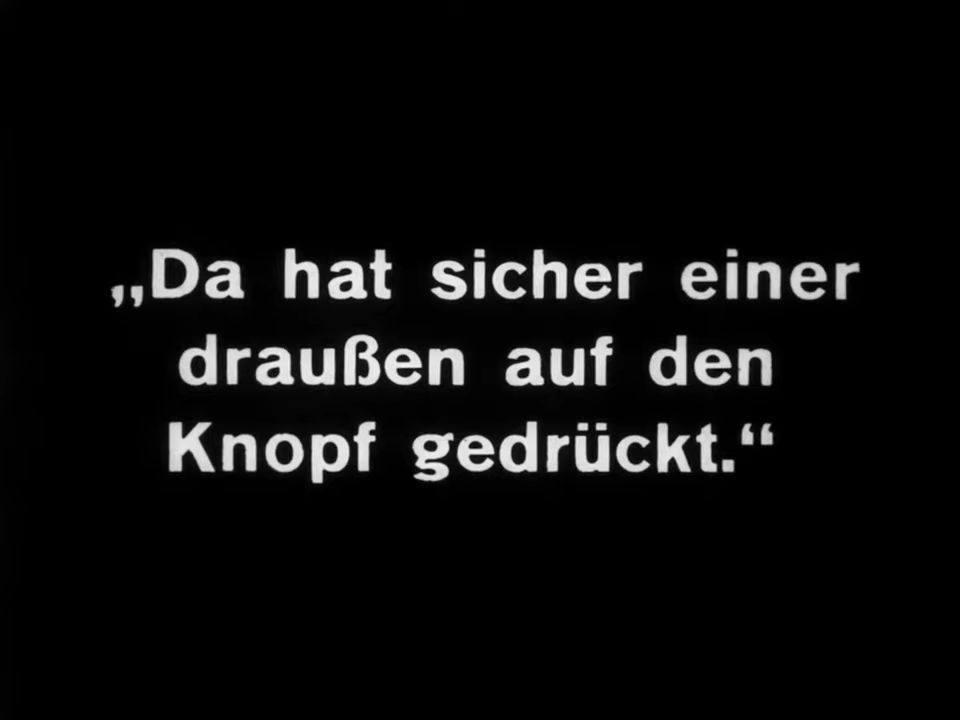 „Da hat sicher einer
draußen auf den
Knopf gedrückt.“